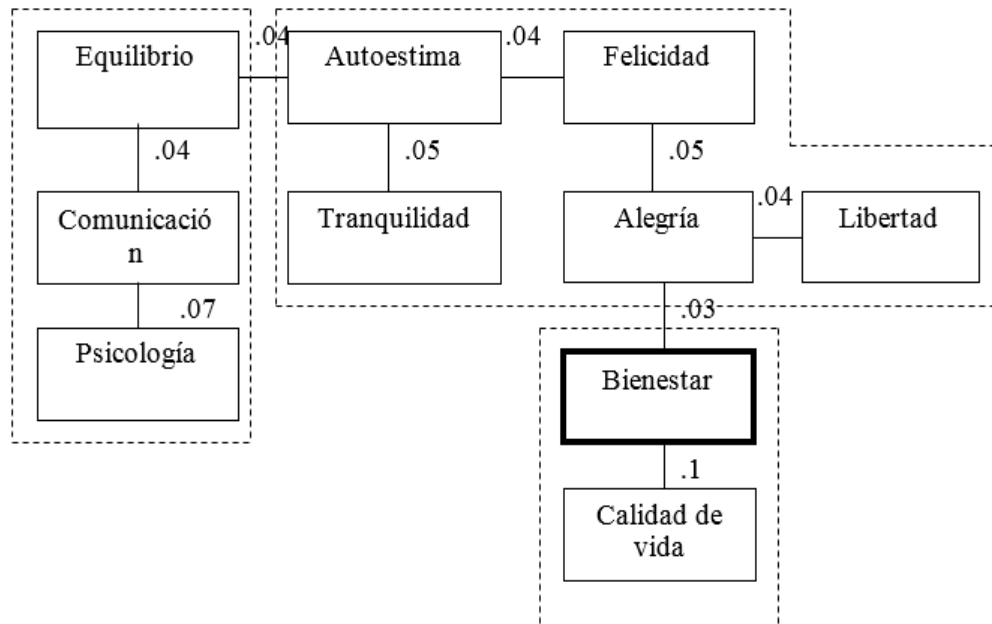 .04
.04
Equilibrio
Autoestima
Felicidad
.04
.05
.05
.04
Comunicació
n
Tranquilidad
Alegría
Libertad
.07
.03
Psicología
Bienestar
.1
Calidad de
vida